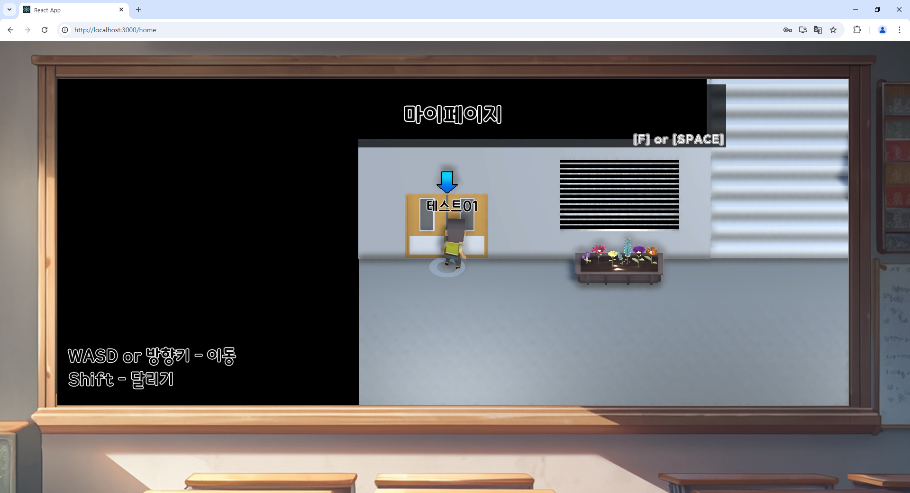 React App
http://localhost:3000/home
마이페이지
[F] or [SPACE]
테스트01
WASD or 방향키 - 이동
Shift - 달리기